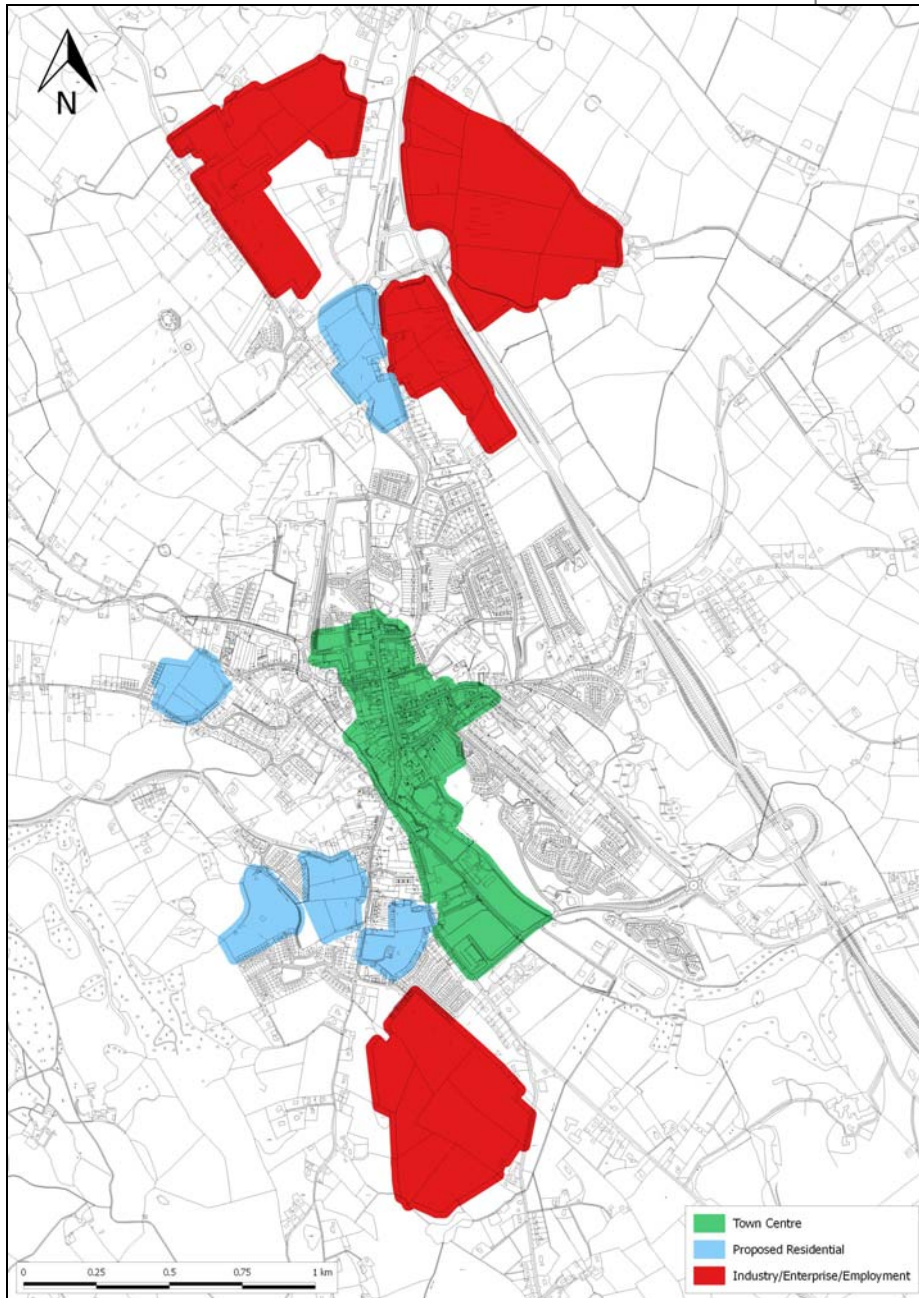 N
Town Centre
Proposed Residential
Industry/Enterprise/Employment
0 0.25 0.5 0.75 1 km